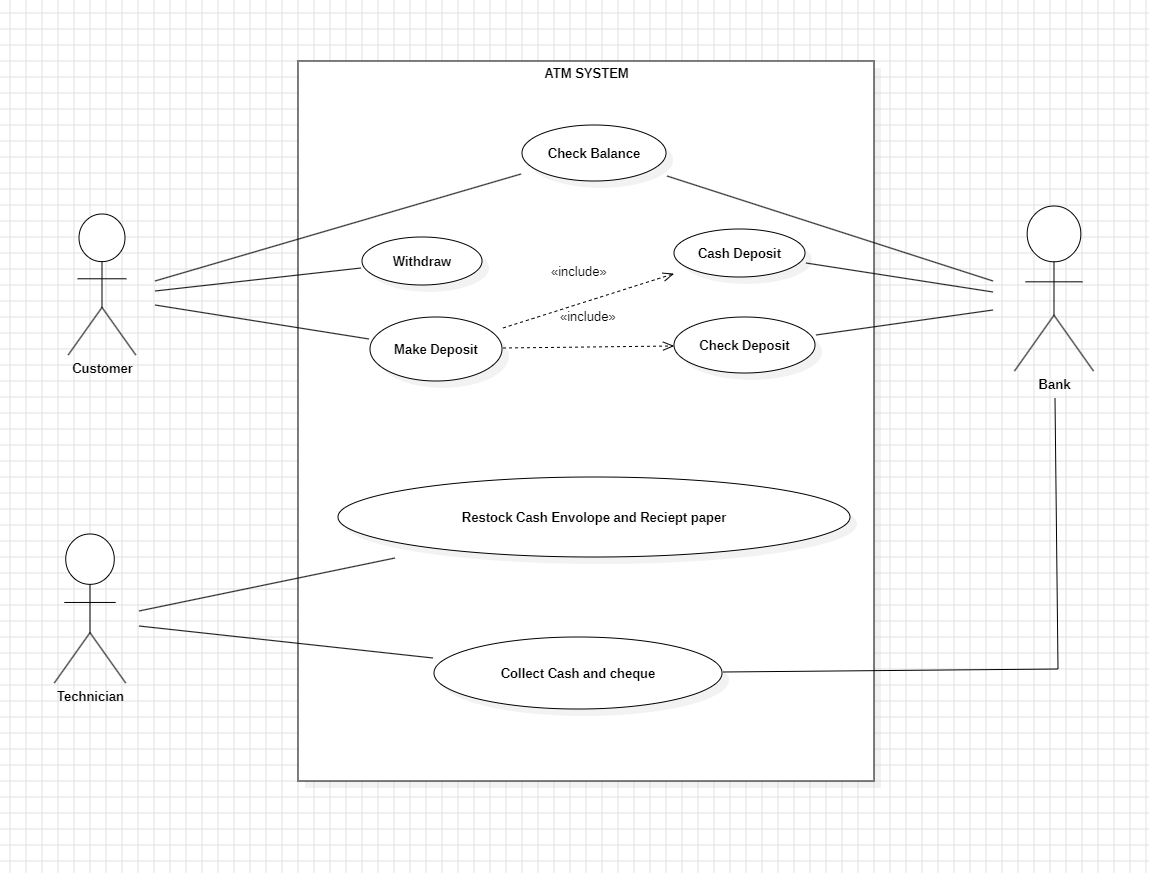 ATM SYSTEM
Check Balance
Withdraw
«include»
Cash Deposit
«include»
Make Deposit
Check Deposit
Customer
Bank
Restock Cash Envolope and Reciept paper
Collect Cash and cheque
Technician